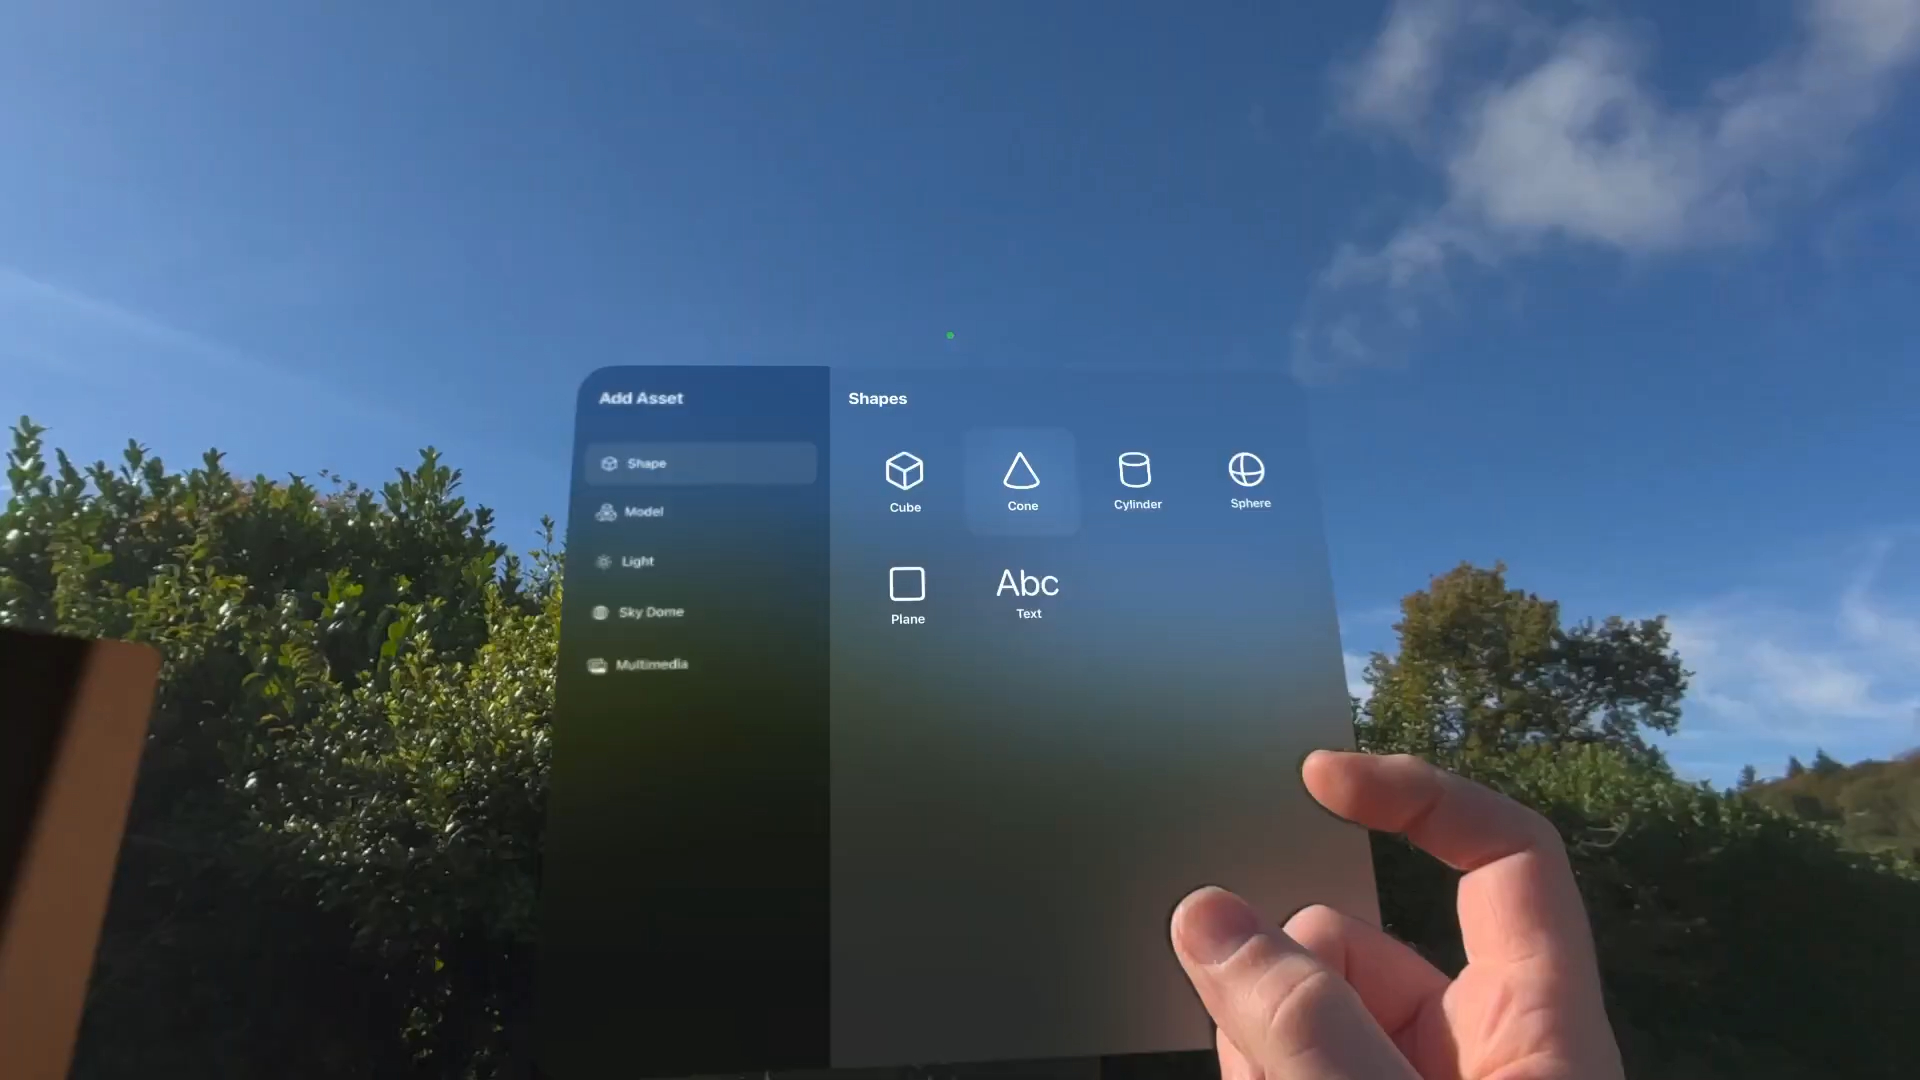 Add Asset
Shape
Model
Light
Sky Dome
Multimedia
Shapes
Cube
Cone
Cylinder
Sphere
Plane
Abc
Text